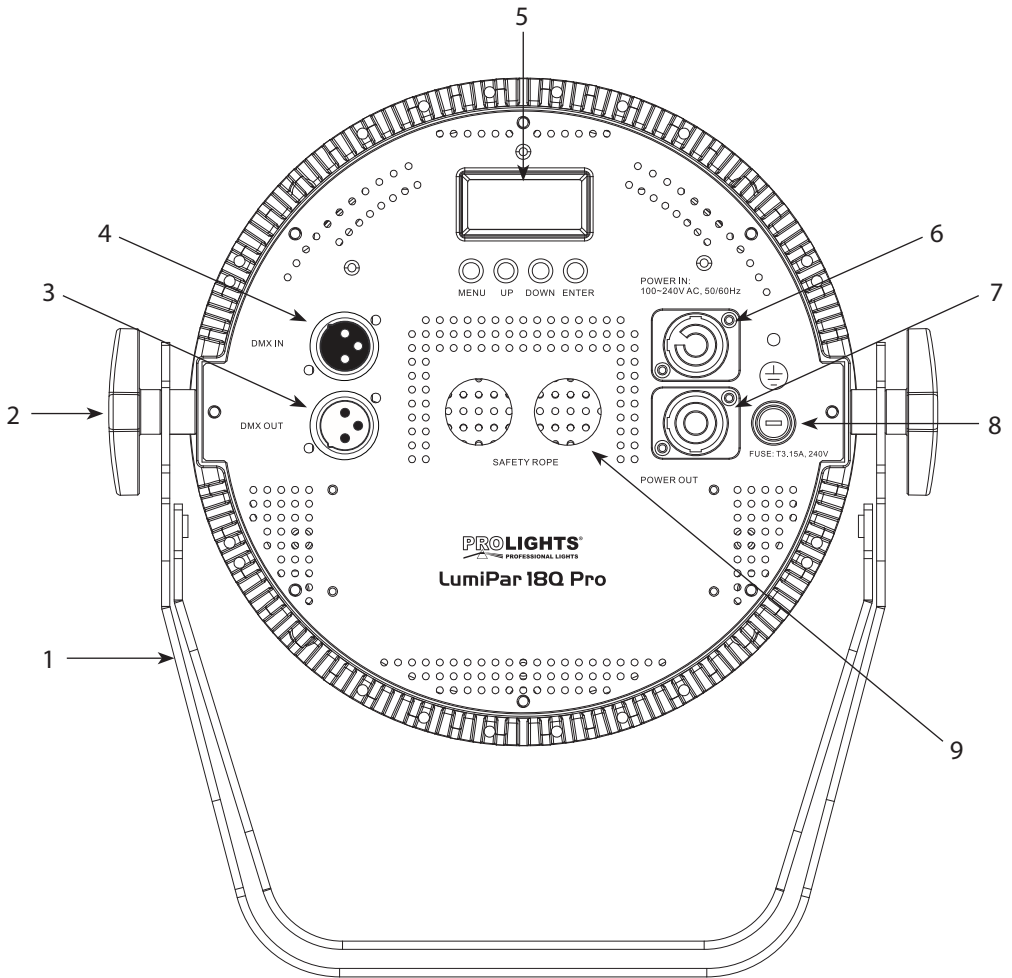 5
4
6
3
7
MENU UP DOWN ENTER
POWER IN:
100~240V AC, 50/60Hz
DMX IN
2
DMX OUT
8
FUSE: T3.15A, 240V
SAFETY ROPE
POWER OUT
PROLIGHTS®
PROFESSIONAL LIGHTS
LumiPar 18Q Pro
1
9